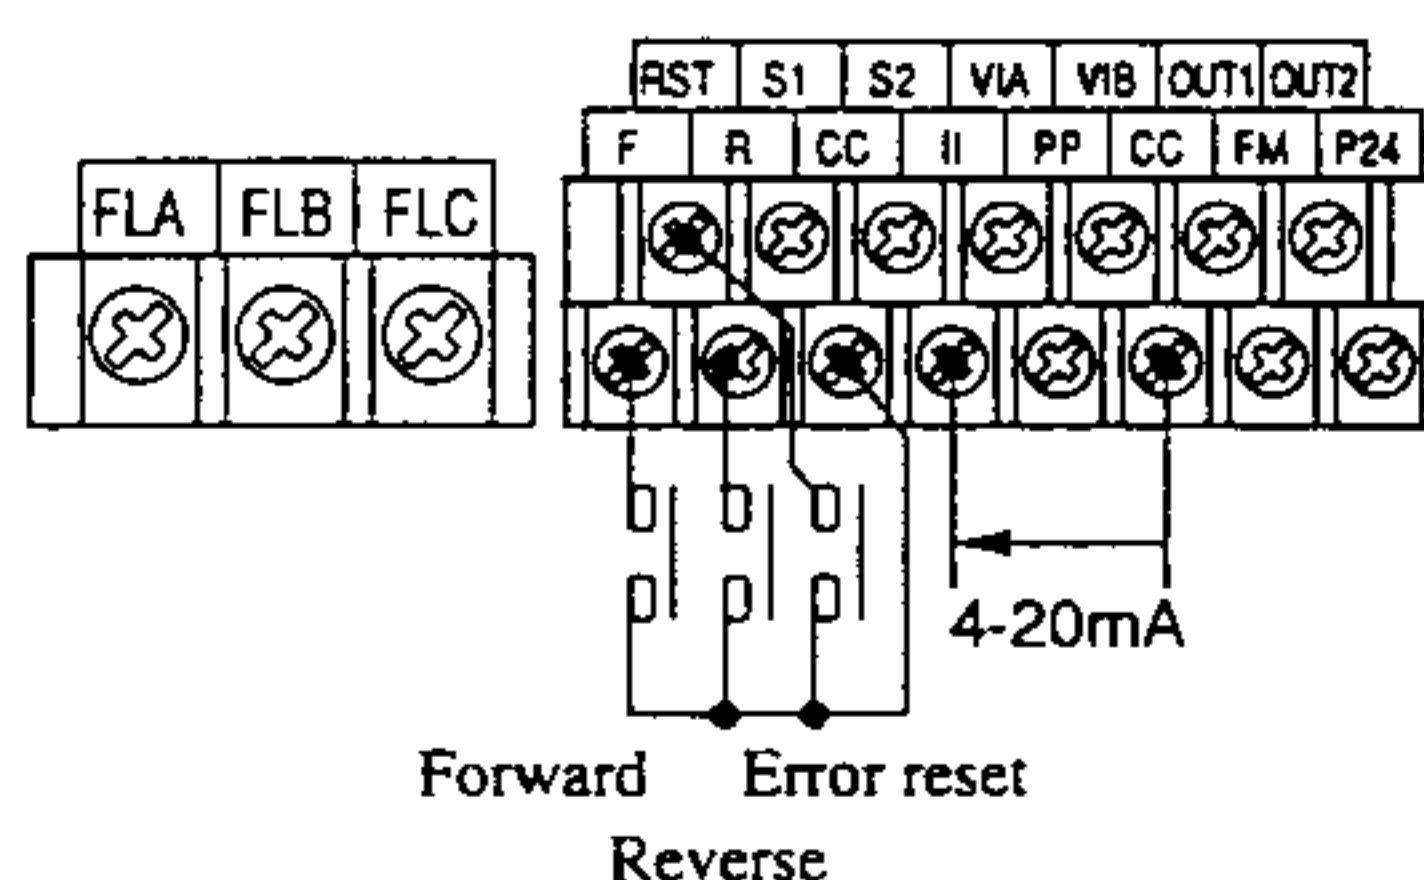 RST S1 S2 VIA VIB OUT1 OUT2
F R CC II PP CC FM P24
FLA FLB FLC
4-20mA
Forward Error reset
Reverse